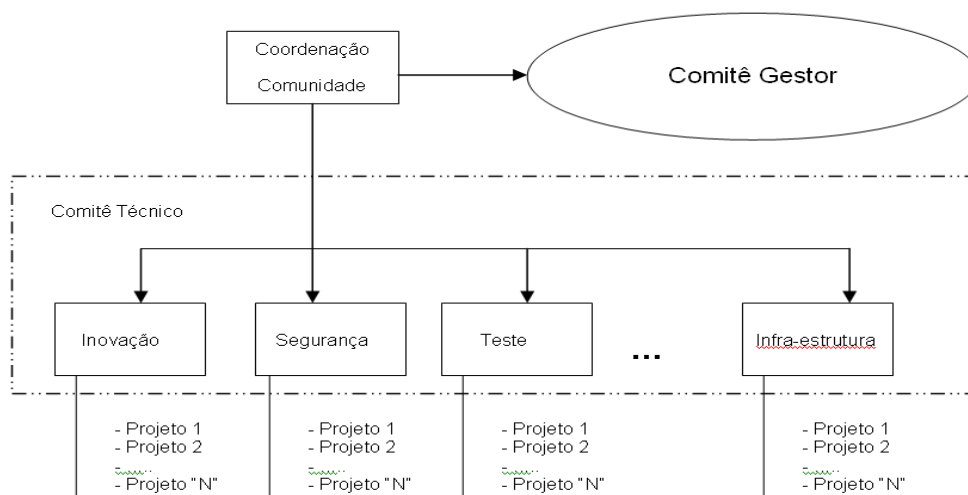 Coordenação
Comunidade
Comitê Gestor
Comitê Técnico
Inovação
Segurança
Teste
...
Infra-estrutura
- Projeto 1
- Projeto 2
- .....
- Projeto "N"
- Projeto 1
- Projeto 2
- .....
- Projeto "N"
- Projeto 1
- Projeto 2
- .....
- Projeto "N"
- Projeto 1
- Projeto 2
- .....
- Projeto "N"